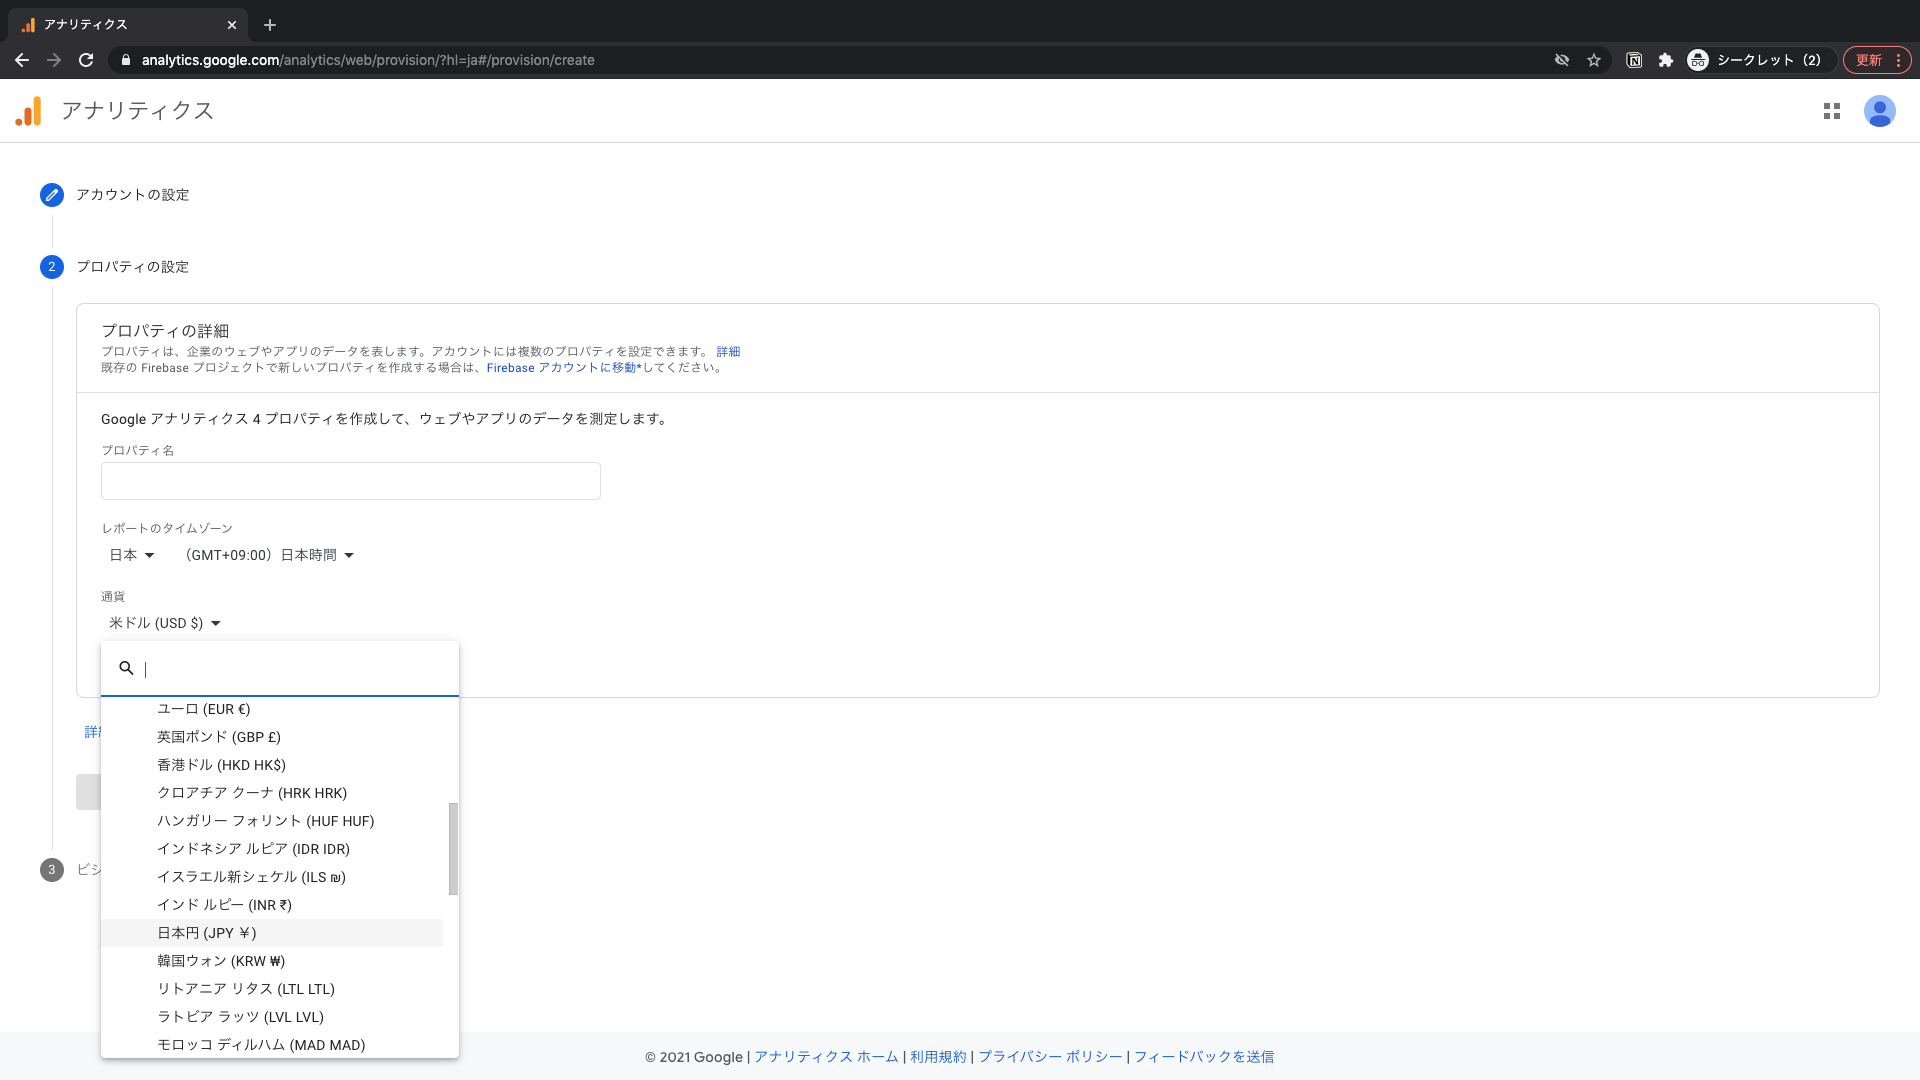 アナリティクス
analytics.google.com/analytics/web/provision/?hl=ja#/provision/create
シークレット (2)
更新
アナリティクス
アカウントの設定
2 プロパティの設定
プロパティの詳細
プロパティは、企業のウェブやアプリのデータを表します。アカウントには複数のプロパティを設定できます。 詳細
既存の Firebase プロジェクトで新しいプロパティを作成する場合は、Firebase アカウントに移動*してください。
Google アナリティクス 4 プロパティを作成して、ウェブやアプリのデータを測定します。
プロパティ名
レポートのタイムゾーン
日本 （GMT+09:00）日本時間
通貨
米ドル (USD $)
ユーロ (EUR €)
詳
英国ポンド (GBP £)
香港ドル (HKD HK$)
クロアチア クーナ (HRK HRK)
ハンガリー フォリント (HUF HUF)
インドネシア ルピア (IDR IDR)
3 ビジ
イスラエル新シェケル (ILS ₪)
インド ルピー (INR ₹)
日本円 (JPY ￥)
韓国ウォン (KRW ₩)
リトアニア リタス (LTL LTL)
ラトビア ラッツ (LVL LVL)
モロッコ ディルハム (MAD MAD)
© 2021 Google | アナリティクス ホーム | 利用規約 | プライバシー ポリシー | フィードバックを送信